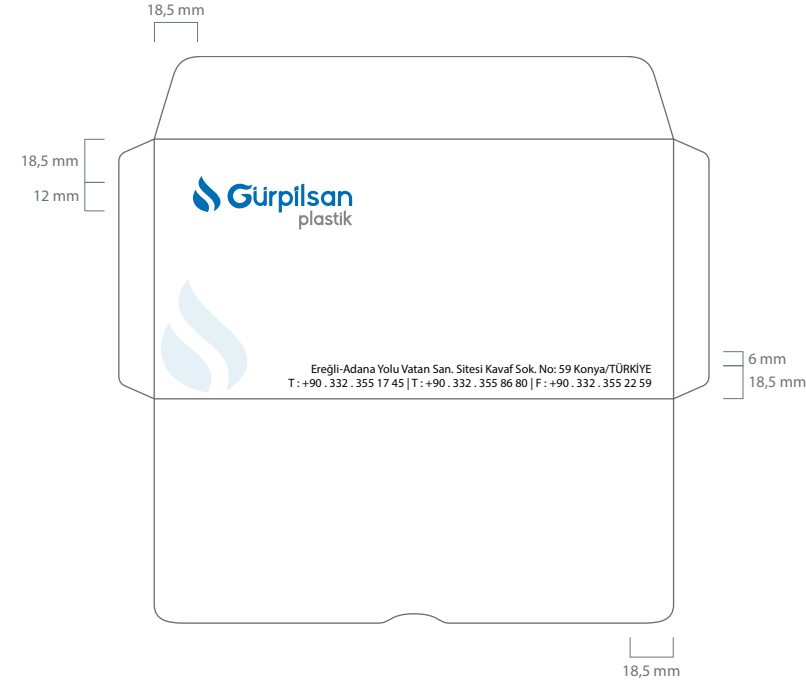 18,5 mm
18,5 mm
12 mm
Gürpilsan
plastik
6 mm
18,5 mm
Ereğli-Adana Yolu Vatan San. Sitesi Kavaf Sok. No: 59 Konya/TÜRKİYE
T : +90 . 332 . 355 17 45 | T : +90 . 332 . 355 86 80 | F : +90 . 332 . 355 22 59
18,5 mm